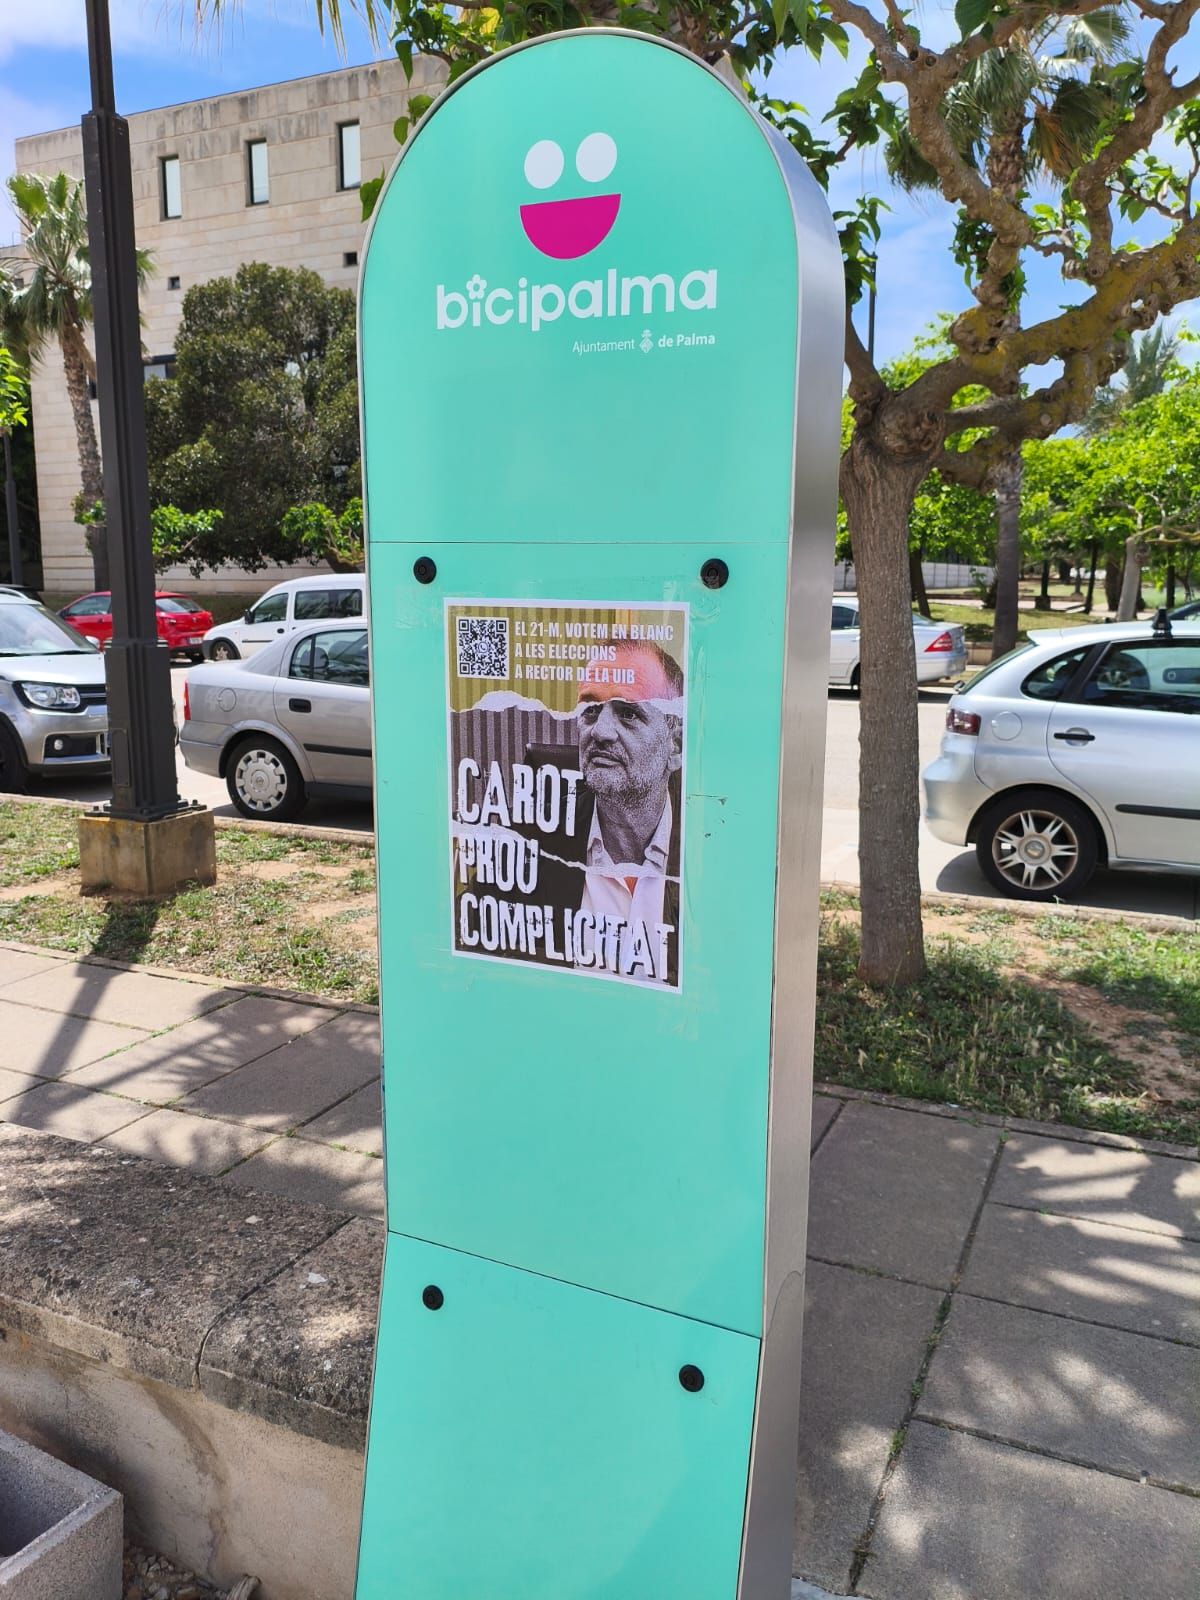 bicipalma
Ajuntament de Palma
EL 21-M, VOTEM EN BLANC
A LES ELECCIONS
A RECTOR DE LA UIB
CAROT
PROU
COMPLICITAT